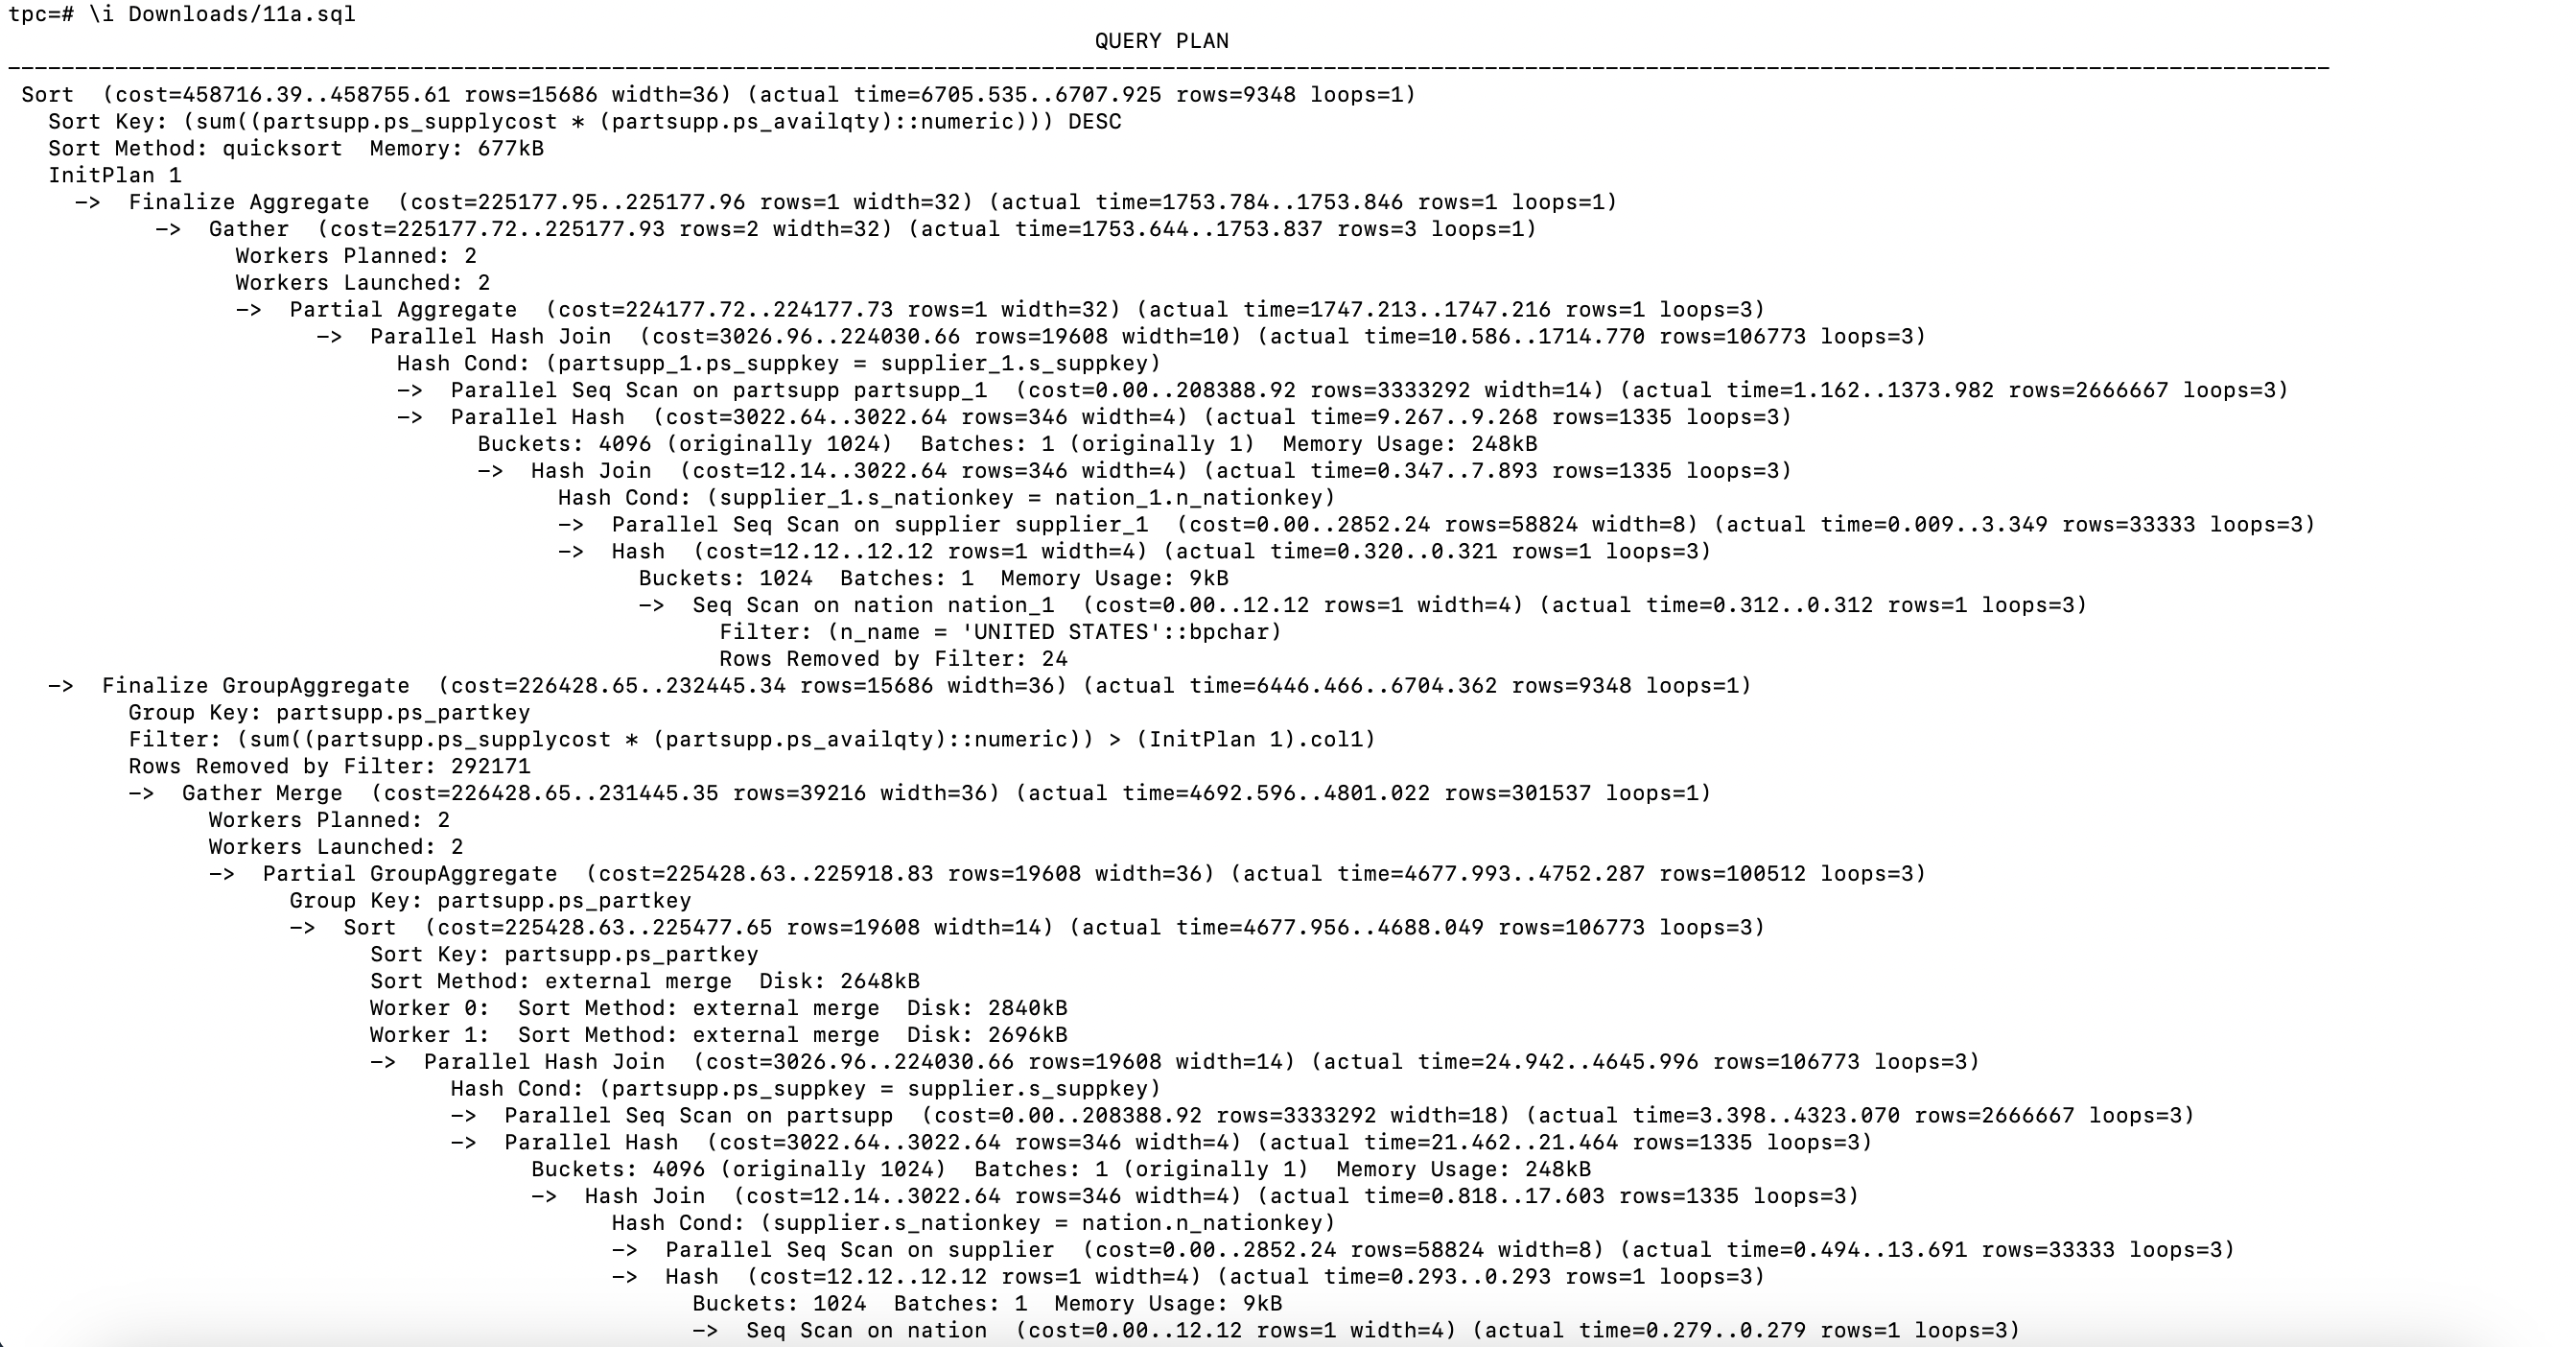 tpc=# \i Downloads/11a.sql
QUERY PLAN
--------------------------------------------------------------------------------------------------------------------------------------------------------------------------------
Sort  (cost=458716.39..458755.61 rows=15686 width=36) (actual time=6705.535..6707.925 rows=9348 loops=1)
Sort Key: (sum((partsupp.ps_supplycost * (partsupp.ps_availqty)::numeric))) DESC
Sort Method: quicksort  Memory: 677kB
InitPlan 1
->  Finalize Aggregate  (cost=225177.95..225177.96 rows=1 width=32) (actual time=1753.784..1753.846 rows=1 loops=1)
->  Gather  (cost=225177.72..225177.93 rows=2 width=32) (actual time=1753.644..1753.837 rows=3 loops=1)
Workers Planned: 2
Workers Launched: 2
->  Partial Aggregate  (cost=224177.72..224177.73 rows=1 width=32) (actual time=1747.213..1747.216 rows=1 loops=3)
->  Parallel Hash Join  (cost=3026.96..224030.66 rows=19608 width=10) (actual time=10.586..1714.770 rows=106773 loops=3)
Hash Cond: (partsupp_1.ps_suppkey = supplier_1.s_suppkey)
->  Parallel Seq Scan on partsupp partsupp_1  (cost=0.00..208388.92 rows=3333292 width=14) (actual time=1.162..1373.982 rows=2666667 loops=3)
->  Parallel Hash  (cost=3022.64..3022.64 rows=346 width=4) (actual time=9.267..9.268 rows=1335 loops=3)
Buckets: 4096 (originally 1024)  Batches: 1 (originally 1)  Memory Usage: 248kB
->  Hash Join  (cost=12.14..3022.64 rows=346 width=4) (actual time=0.347..7.893 rows=1335 loops=3)
Hash Cond: (supplier_1.s_nationkey = nation_1.n_nationkey)
->  Parallel Seq Scan on supplier supplier_1  (cost=0.00..2852.24 rows=58824 width=8) (actual time=0.009..3.349 rows=33333 loops=3)
->  Hash  (cost=12.12..12.12 rows=1 width=4) (actual time=0.320..0.321 rows=1 loops=3)
Buckets: 1024  Batches: 1  Memory Usage: 9kB
->  Seq Scan on nation nation_1  (cost=0.00..12.12 rows=1 width=4) (actual time=0.312..0.312 rows=1 loops=3)
Filter: (n_name = 'UNITED STATES'::bpchar)
Rows Removed by Filter: 24
->  Finalize GroupAggregate  (cost=226428.65..232445.34 rows=15686 width=36) (actual time=6446.466..6704.362 rows=9348 loops=1)
Group Key: partsupp.ps_partkey
Filter: (sum((partsupp.ps_supplycost * (partsupp.ps_availqty)::numeric)) > (InitPlan 1).col1)
Rows Removed by Filter: 292171
->  Gather Merge  (cost=226428.65..231445.35 rows=39216 width=36) (actual time=4692.596..4801.022 rows=301537 loops=1)
Workers Planned: 2
Workers Launched: 2
->  Partial GroupAggregate  (cost=225428.63..225918.83 rows=19608 width=36) (actual time=4677.993..4752.287 rows=100512 loops=3)
Group Key: partsupp.ps_partkey
->  Sort  (cost=225428.63..225477.65 rows=19608 width=14) (actual time=4677.956..4688.049 rows=106773 loops=3)
Sort Key: partsupp.ps_partkey
Sort Method: external merge  Disk: 2648kB
Worker 0:  Sort Method: external merge  Disk: 2840kB
Worker 1:  Sort Method: external merge  Disk: 2696kB
->  Parallel Hash Join  (cost=3026.96..224030.66 rows=19608 width=14) (actual time=24.942..4645.996 rows=106773 loops=3)
Hash Cond: (partsupp.ps_suppkey = supplier.s_suppkey)
->  Parallel Seq Scan on partsupp  (cost=0.00..208388.92 rows=3333292 width=18) (actual time=3.398..4323.070 rows=2666667 loops=3)
->  Parallel Hash  (cost=3022.64..3022.64 rows=346 width=4) (actual time=21.462..21.464 rows=1335 loops=3)
Buckets: 4096 (originally 1024)  Batches: 1 (originally 1)  Memory Usage: 248kB
->  Hash Join  (cost=12.14..3022.64 rows=346 width=4) (actual time=0.818..17.603 rows=1335 loops=3)
Hash Cond: (supplier.s_nationkey = nation.n_nationkey)
->  Parallel Seq Scan on supplier  (cost=0.00..2852.24 rows=58824 width=8) (actual time=0.494..13.691 rows=33333 loops=3)
->  Hash  (cost=12.12..12.12 rows=1 width=4) (actual time=0.293..0.293 rows=1 loops=3)
Buckets: 1024  Batches: 1  Memory Usage: 9kB
->  Seq Scan on nation  (cost=0.00..12.12 rows=1 width=4) (actual time=0.279..0.279 rows=1 loops=3)